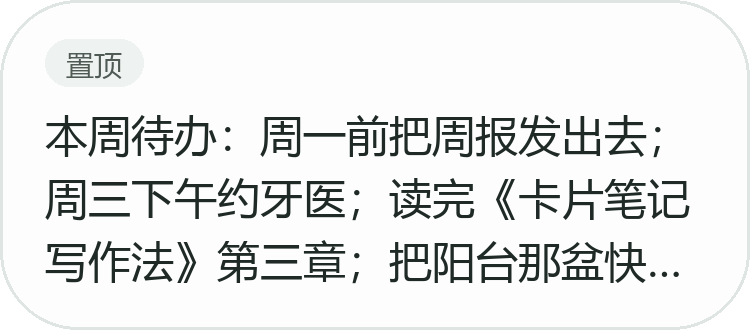 置顶
本周待办：周一前把周报发出去；
周三下午约牙医；读完《卡片笔记
写作法》第三章；把阳台那盆快...